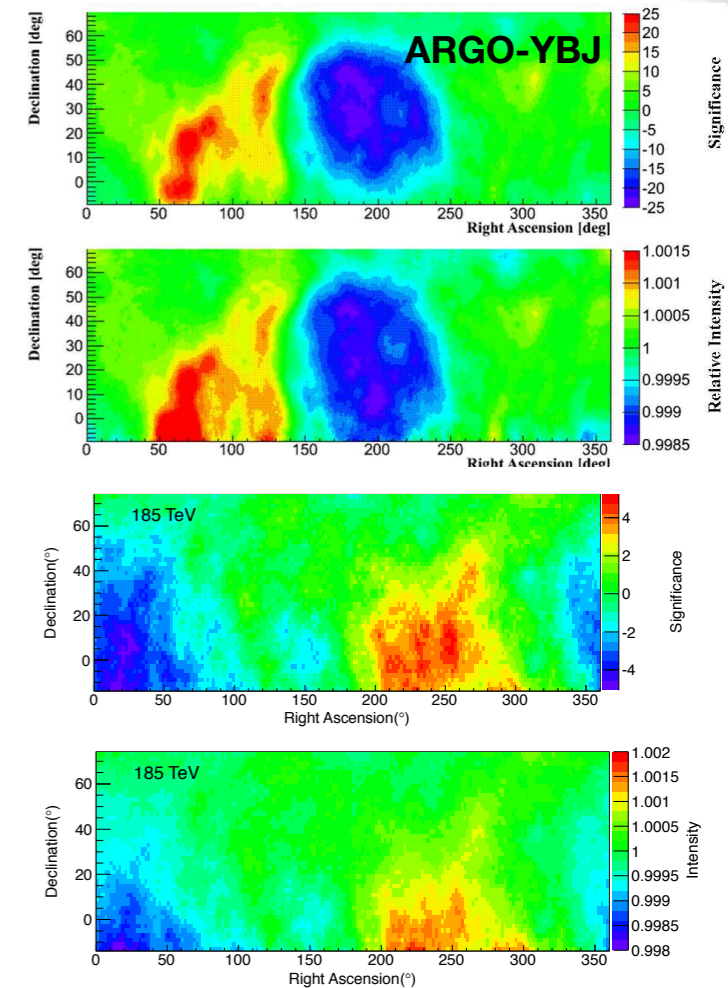 ARGO-YBJ
Declination [deg]
60
50
40
30
20
10
0
0 50 100 150 200 250 300 350
Right Ascension [deg]
25
20
15
10
5
0
-5
-10
-15
-20
-25
Significance
Declination [deg]
60
50
40
30
20
10
0
0 50 100 150 200 250 300 350
Right Ascension [deg]
1.0015
1.001
1.0005
1
0.9995
0.999
0.9985
Relative Intensity
185 TeV
Declination(°)
60
40
20
0
0 50 100 150 200 250 300 350
Right Ascension(°)
4
2
0
-2
-4
Significance
185 TeV
Declination(°)
60
40
20
0
0 50 100 150 200 250 300 350
Right Ascension(°)
1.002
1.0015
1.001
1.0005
1
0.9995
0.999
0.9985
0.998
Intensity